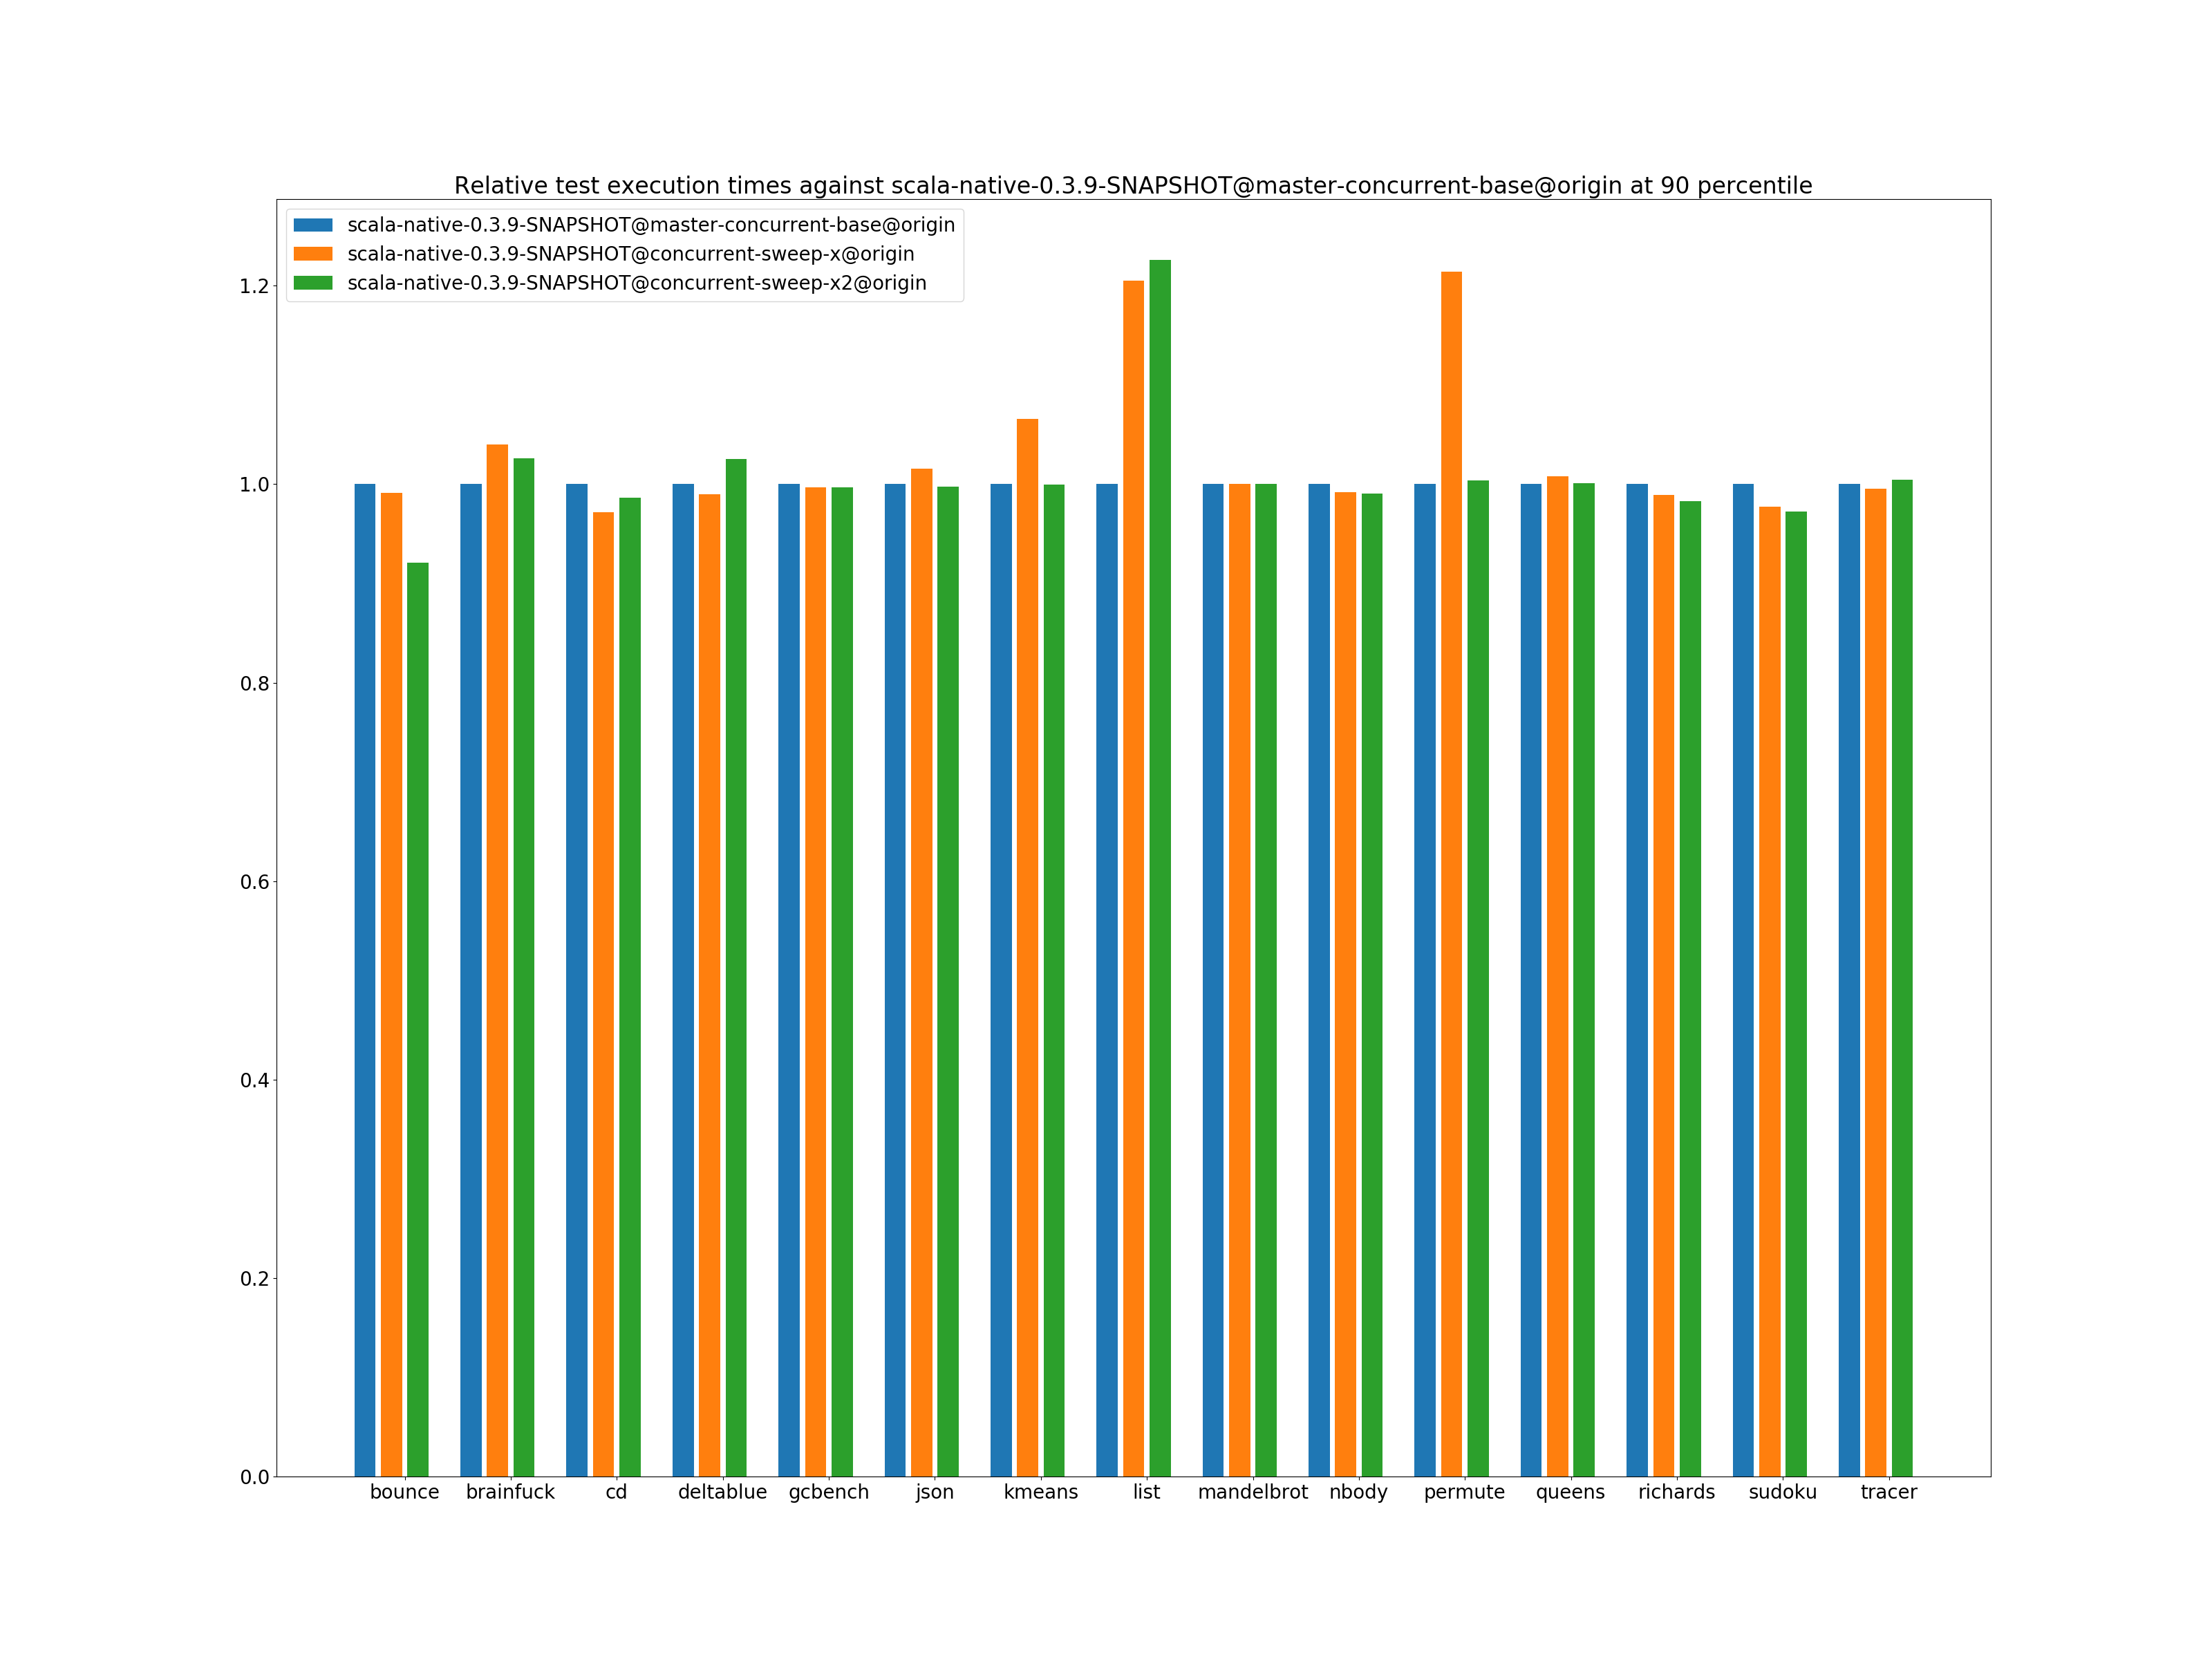 Relative test execution times against scala-native-0.3.9-SNAPSHOT@master-concurrent-base@origin at 90 percentile
scala-native-0.3.9-SNAPSHOT@master-concurrent-base@origin
scala-native-0.3.9-SNAPSHOT@concurrent-sweep-x@origin
scala-native-0.3.9-SNAPSHOT@concurrent-sweep-x2@origin
1.2
1.0
0.8
0.6
0.4
0.2
0.0
bounce brainfuck cd deltablue gcbench json kmeans list mandelbrot nbody permute queens richards sudoku tracer